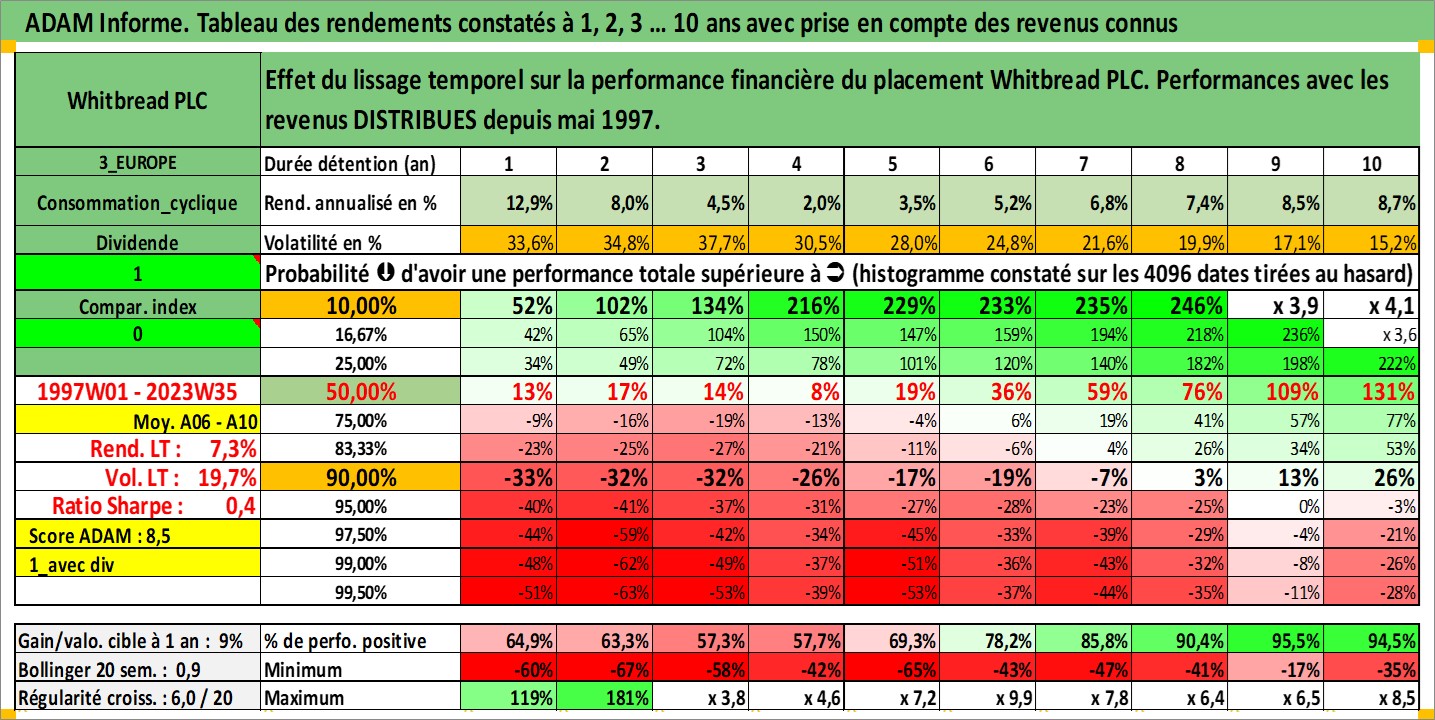 ADAM Informe. Tableau des rendements constatés à 1, 2, 3 ... 10 ans avec prise en compte des revenus connus
Whitbread PLC
Effet du lissage temporel sur la performance financière du placement Whitbread PLC. Performances avec les
revenus DISTRIBUES depuis mai 1997.
3_EUROPE Durée détention (an) 1 2 3 4 5 6 7 8 9 10
Consommation_cyclique Rend. annualisé en % 12,9% 8,0% 4,5% 2,0% 3,5% 5,2% 6,8% 7,4% 8,5% 8,7%
Dividende Volatilité en % 33,6% 34,8% 37,7% 30,5% 28,0% 24,8% 21,6% 19,9% 17,1% 15,2%
1 Probabilité ⬇ d'avoir une performance totale supérieure à ➲ (histogramme constaté sur les 4096 dates tirées au hasard)
Compar. index 10,00% 52% 102% 134% 216% 229% 233% 235% 246% x 3,9 x 4,1
0 16,67% 42% 65% 104% 150% 147% 159% 194% 218% 236% x 3,6
25,00% 34% 49% 72% 78% 101% 120% 140% 182% 198% 222%
1997W01 - 2023W35 50,00% 13% 17% 14% 8% 19% 36% 59% 76% 109% 131%
Moy. A06 - A10 75,00% -9% -16% -19% -13% -4% 6% 19% 41% 57% 77%
Rend. LT : 7,3% 83,33% -23% -25% -27% -21% -11% -6% 4% 26% 34% 53%
Vol. LT : 19,7% 90,00% -33% -32% -32% -26% -17% -19% -7% 3% 13% 26%
Ratio Sharpe : 0,4 95,00% -40% -41% -37% -31% -27% -28% -23% -25% 0% -3%
Score ADAM : 8,5 97,50% -44% -59% -42% -34% -45% -33% -39% -29% -4% -21%
1_avec div 99,00% -48% -62% -49% -37% -51% -36% -43% -32% -8% -26%
99,50% -51% -63% -53% -39% -53% -37% -44% -35% -11% -28%
Gain/valo. cible à 1 an : 9% % de perfo. positive 64,9% 63,3% 57,3% 57,7% 69,3% 78,2% 85,8% 90,4% 95,5% 94,5%
Bollinger 20 sem. : 0,9 Minimum -60% -67% -58% -42% -65% -43% -47% -41% -17% -35%
Régularité croiss. : 6,0 / 20 Maximum 119% 181% x 3,8 x 4,6 x 7,2 x 9,9 x 7,8 x 6,4 x 6,5 x 8,5